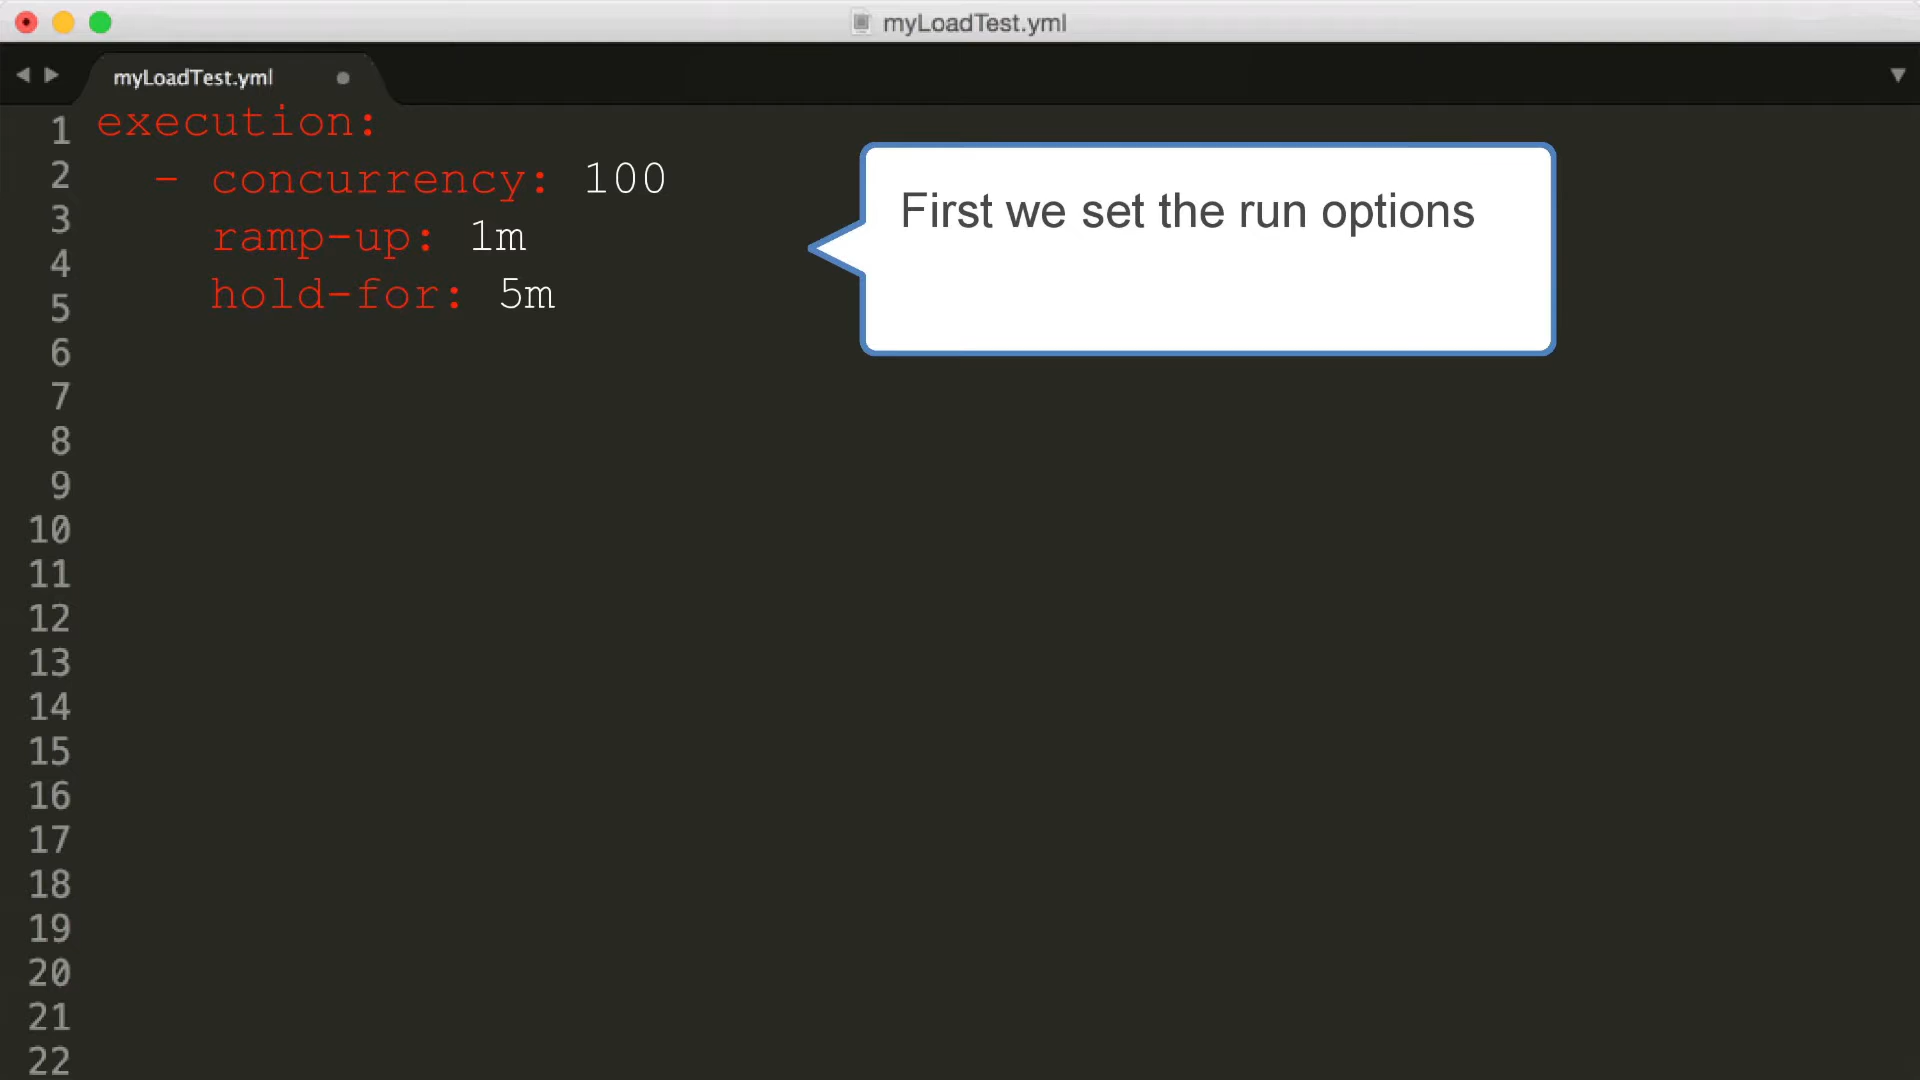 myLoadTest.yml
myLoadTest.yml
1 execution:
2 - concurrency: 100
3 ramp-up: 1m
4 hold-for: 5m
First we set the run options
5
6
7
8
9
10
11
12
13
14
15
16
17
18
19
20
21
22